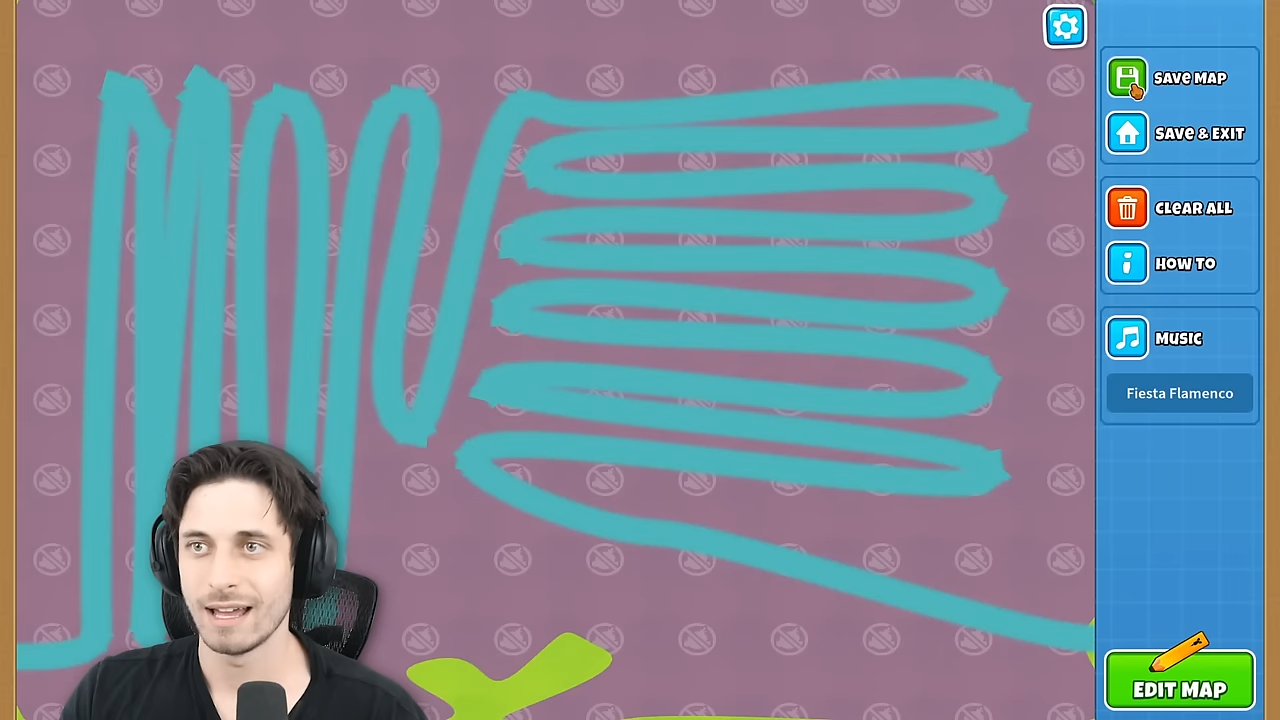 SAVE MAP
SAVE & EXIT
CLEAR ALL
HOW TO
MUSIC
Fiesta Flamenco
EDIT MAP